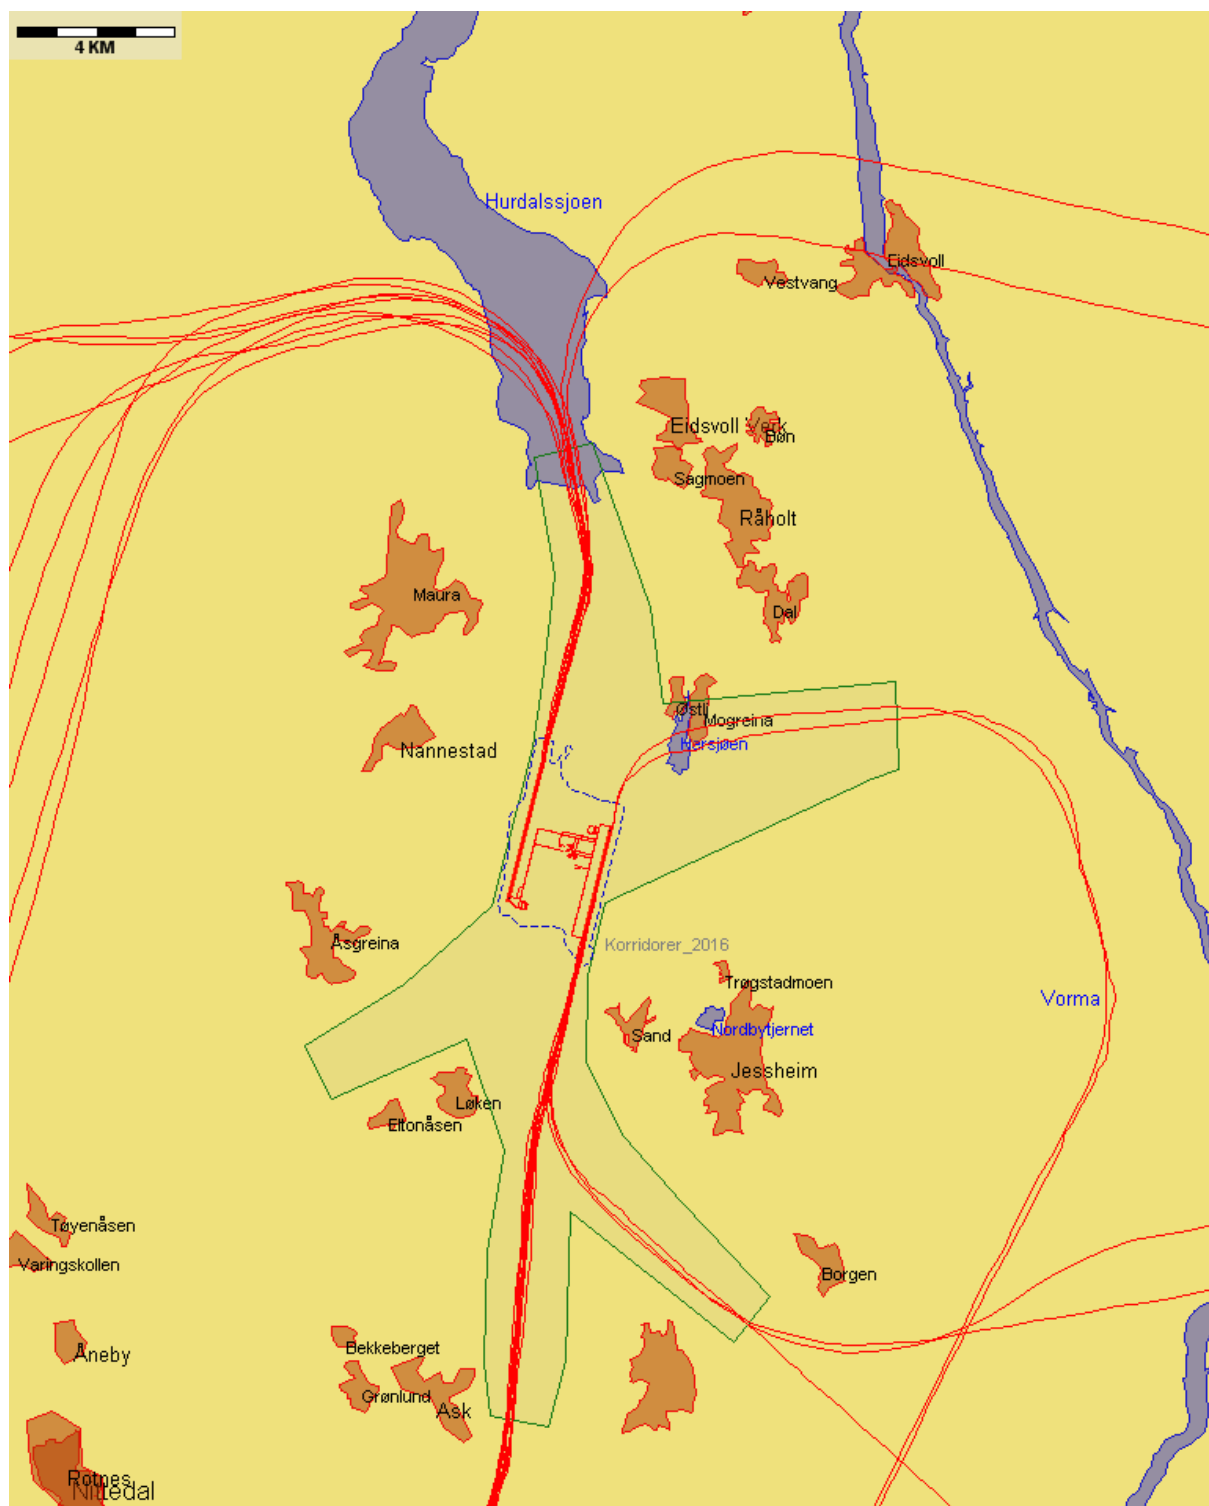 4 KM
Hurdalssjoen
Eidsvoll
Vestvang
Eidsvoll Verk
Bøn
Sagmoen
Råholt
Maura
Dal
Østli
Mogreina
Hersjøen
Nannestad
Åsgreina
Korridorer_2016
Trøgstadmoen
Vorma
Nordbytjernet
Sand
Jessheim
Løken
Eltonåsen
Tøyenåsen
Varingskollen
Borgen
Bekkeberget
Åneby
Grønlund
Ask
Rotnes
Nittedal